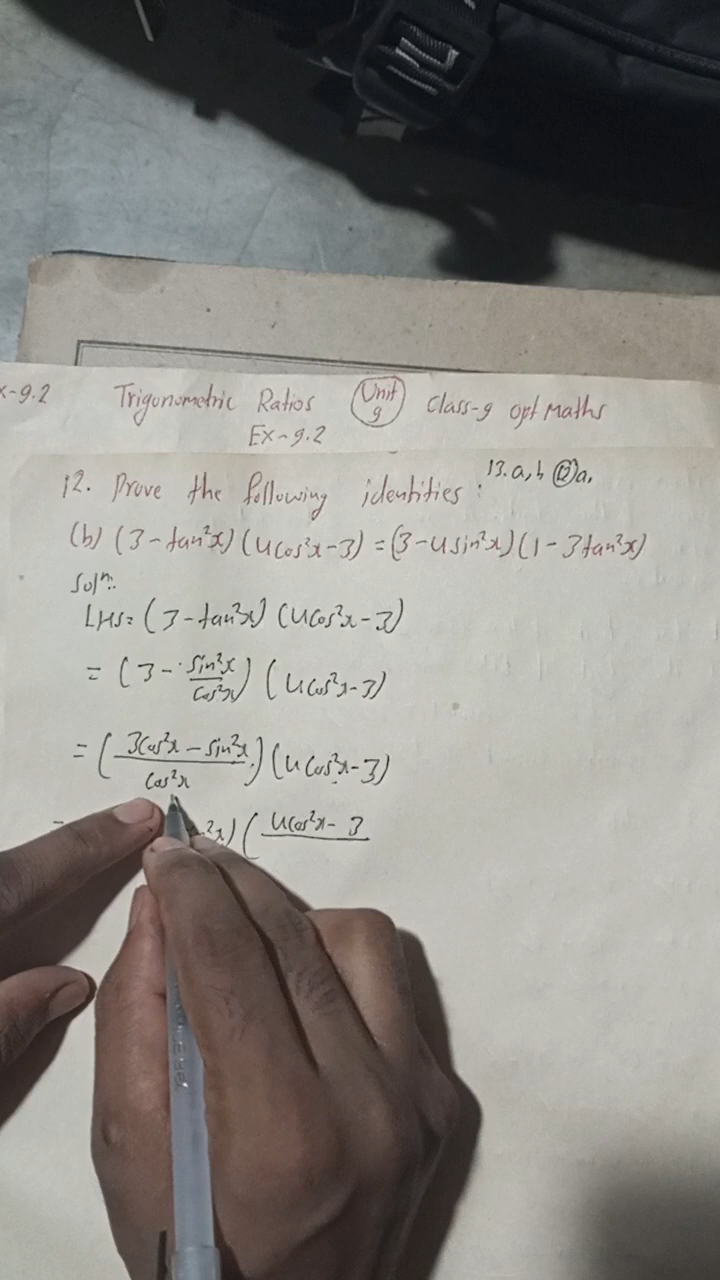 x-9.2 Trigonometric Ratios Unit 9 Class-9 Opt Maths
Ex-9.2
13. a, b (12) a,
12. Prove the following identities:
(b) (3 - tan²x) (4cos²x - 3) = (3 - 4sin²x) (1 - 3tan²x)
Solⁿ:
LHS = (3 - tan²x) (4cos²x - 3)
= (3 - sin²x/cos²x) (4cos²x - 3)
= ((3cos²x - sin²x)/cos²x) (4cos²x - 3)
= ²x) (4cos²x - 3